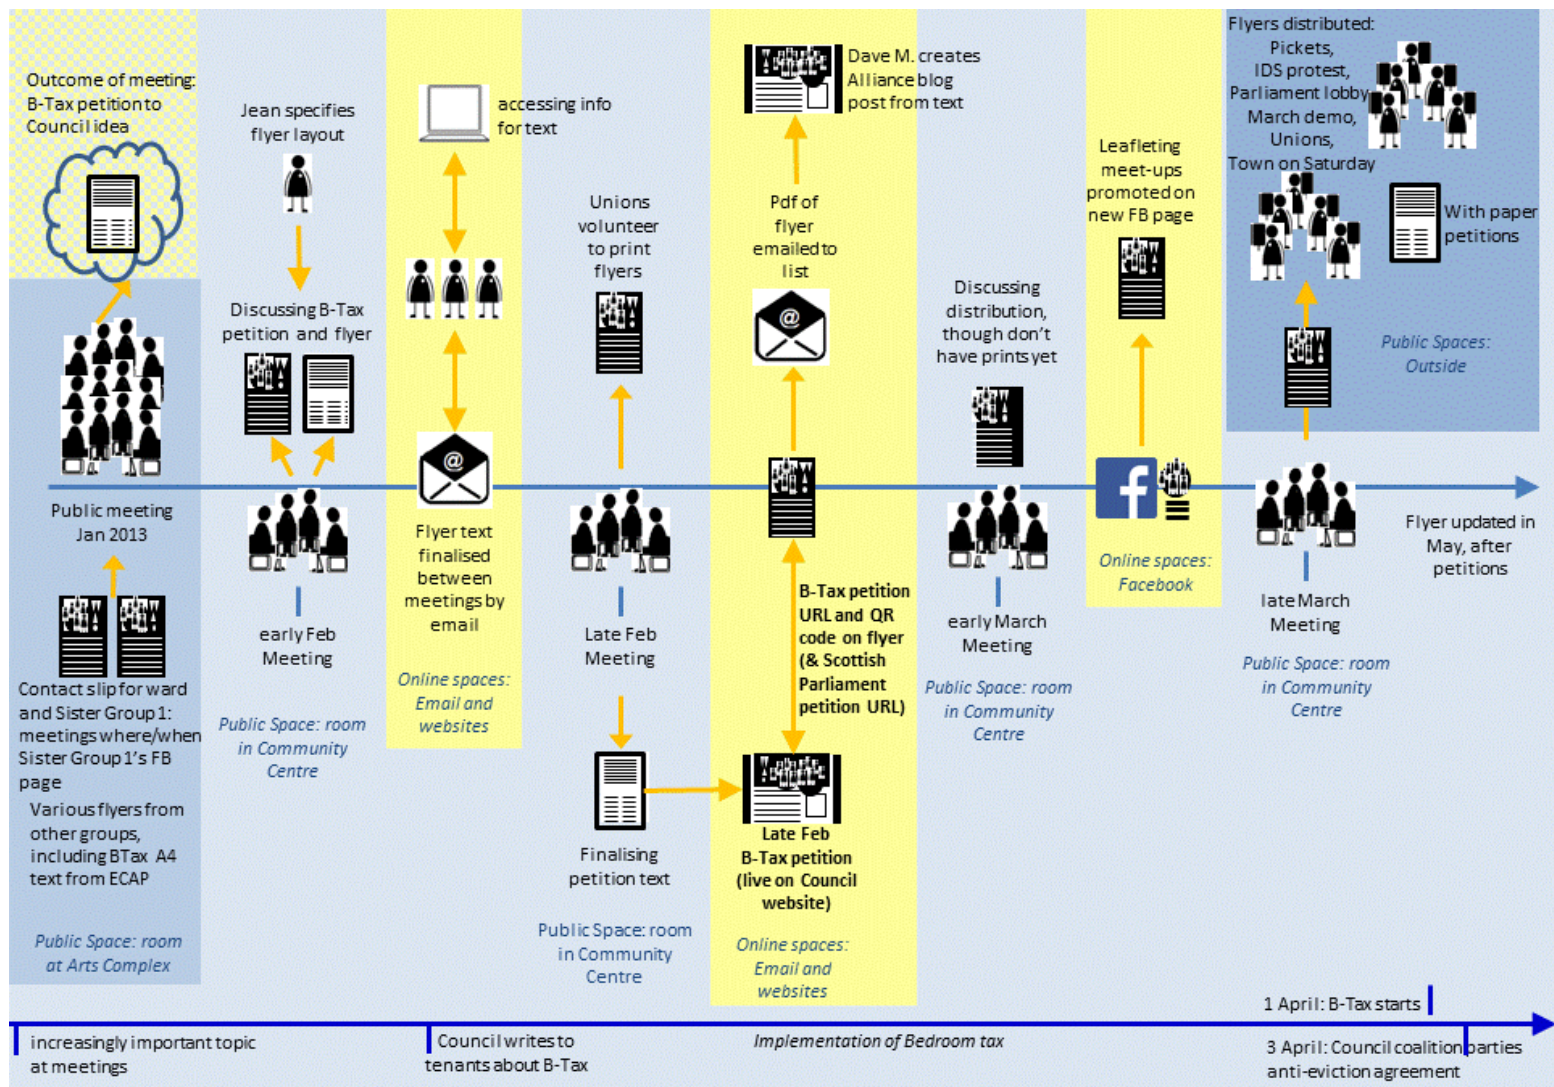 Outcome of meeting:
B-Tax petition to
Council idea
Public meeting
Jan 2013
Contact slip for ward
and Sister Group1:
meetings where/when
Sister Group1's FB
page
Various flyers from
other groups,
including BTax A4
text from ECAP
Public Space: room
at Arts Complex
Jean specifies
flyer layout
Discussing B-Tax
petition and flyer
early Feb
Meeting
Public Space: room
in Community
Centre
accessing info
for text
@
Flyer text
finalised
between
meetings by
email
Online spaces:
Email and
websites
Unions
volunteer
to print
flyers
Late Feb
Meeting
Finalising
petition text
Public Space: room
in Community
Centre
Dave M. creates
Alliance blog
post from text
Pdf of
flyer
emailed to
list
@
B-Tax petition
URL and QR
code on flyer
(& Scottish
Parliament
petition URL)
Late Feb
B-Tax petition
(live on Council
website)
Online spaces:
Email and
websites
Discussing
distribution,
though don't
have prints yet
early March
Meeting
Public Space: room
in Community
Centre
Leafleting
meet-ups
promoted on
new FB page
f
Online spaces:
Facebook
Flyers distributed:
Pickets,
IDS protest,
Parliament lobby
March demo,
Unions,
Town on Saturday
With paper
petitions
Public Spaces:
Outside
late March
Meeting
Public Space: room
in Community
Centre
Flyer updated in
May, after
petitions
1 April: B-Tax starts
increasingly important topic
at meetings
Council writes to
tenants about B-Tax
Implementation of Bedroom tax
3 April: Council coalition parties
anti-eviction agreement